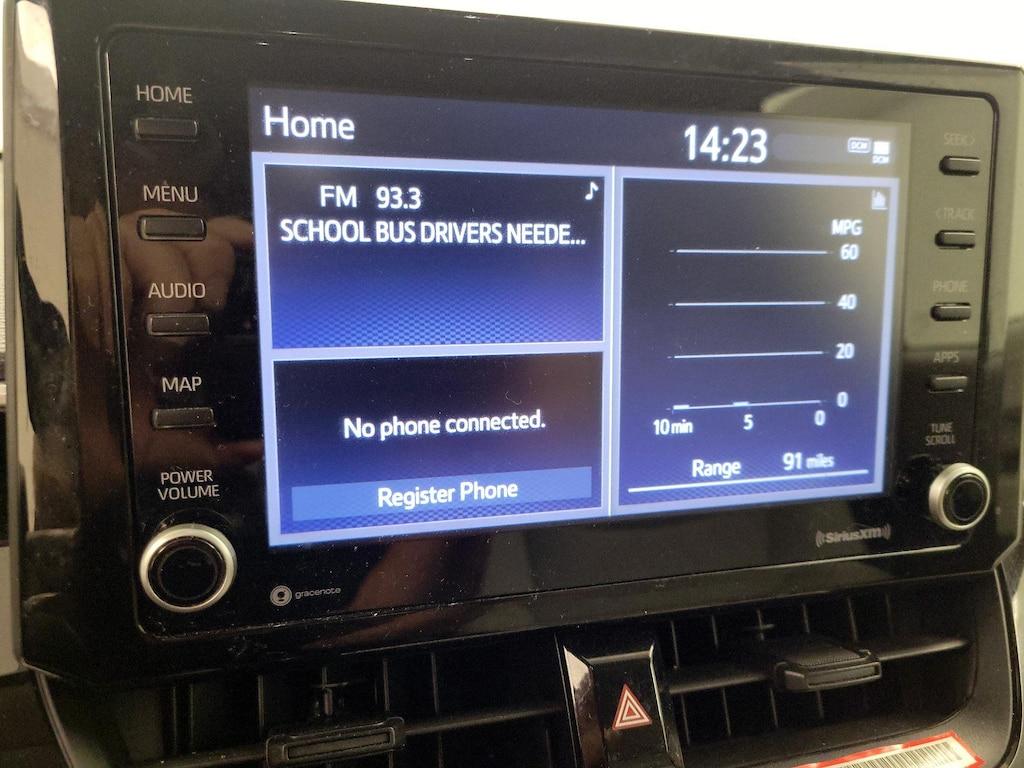 HOME
MENU
AUDIO
MAP
POWER
VOLUME
Home
14:23
DCM
DCM
FM 93.3
SCHOOL BUS DRIVERS NEEDE...
No phone connected.
Register Phone
MPG
60
40
20
0
10 min 5 0
Range 91 miles
SEEK>
<TRACK
PHONE
APPS
TUNE
SCROLL
gracenote
((SiriusXM))